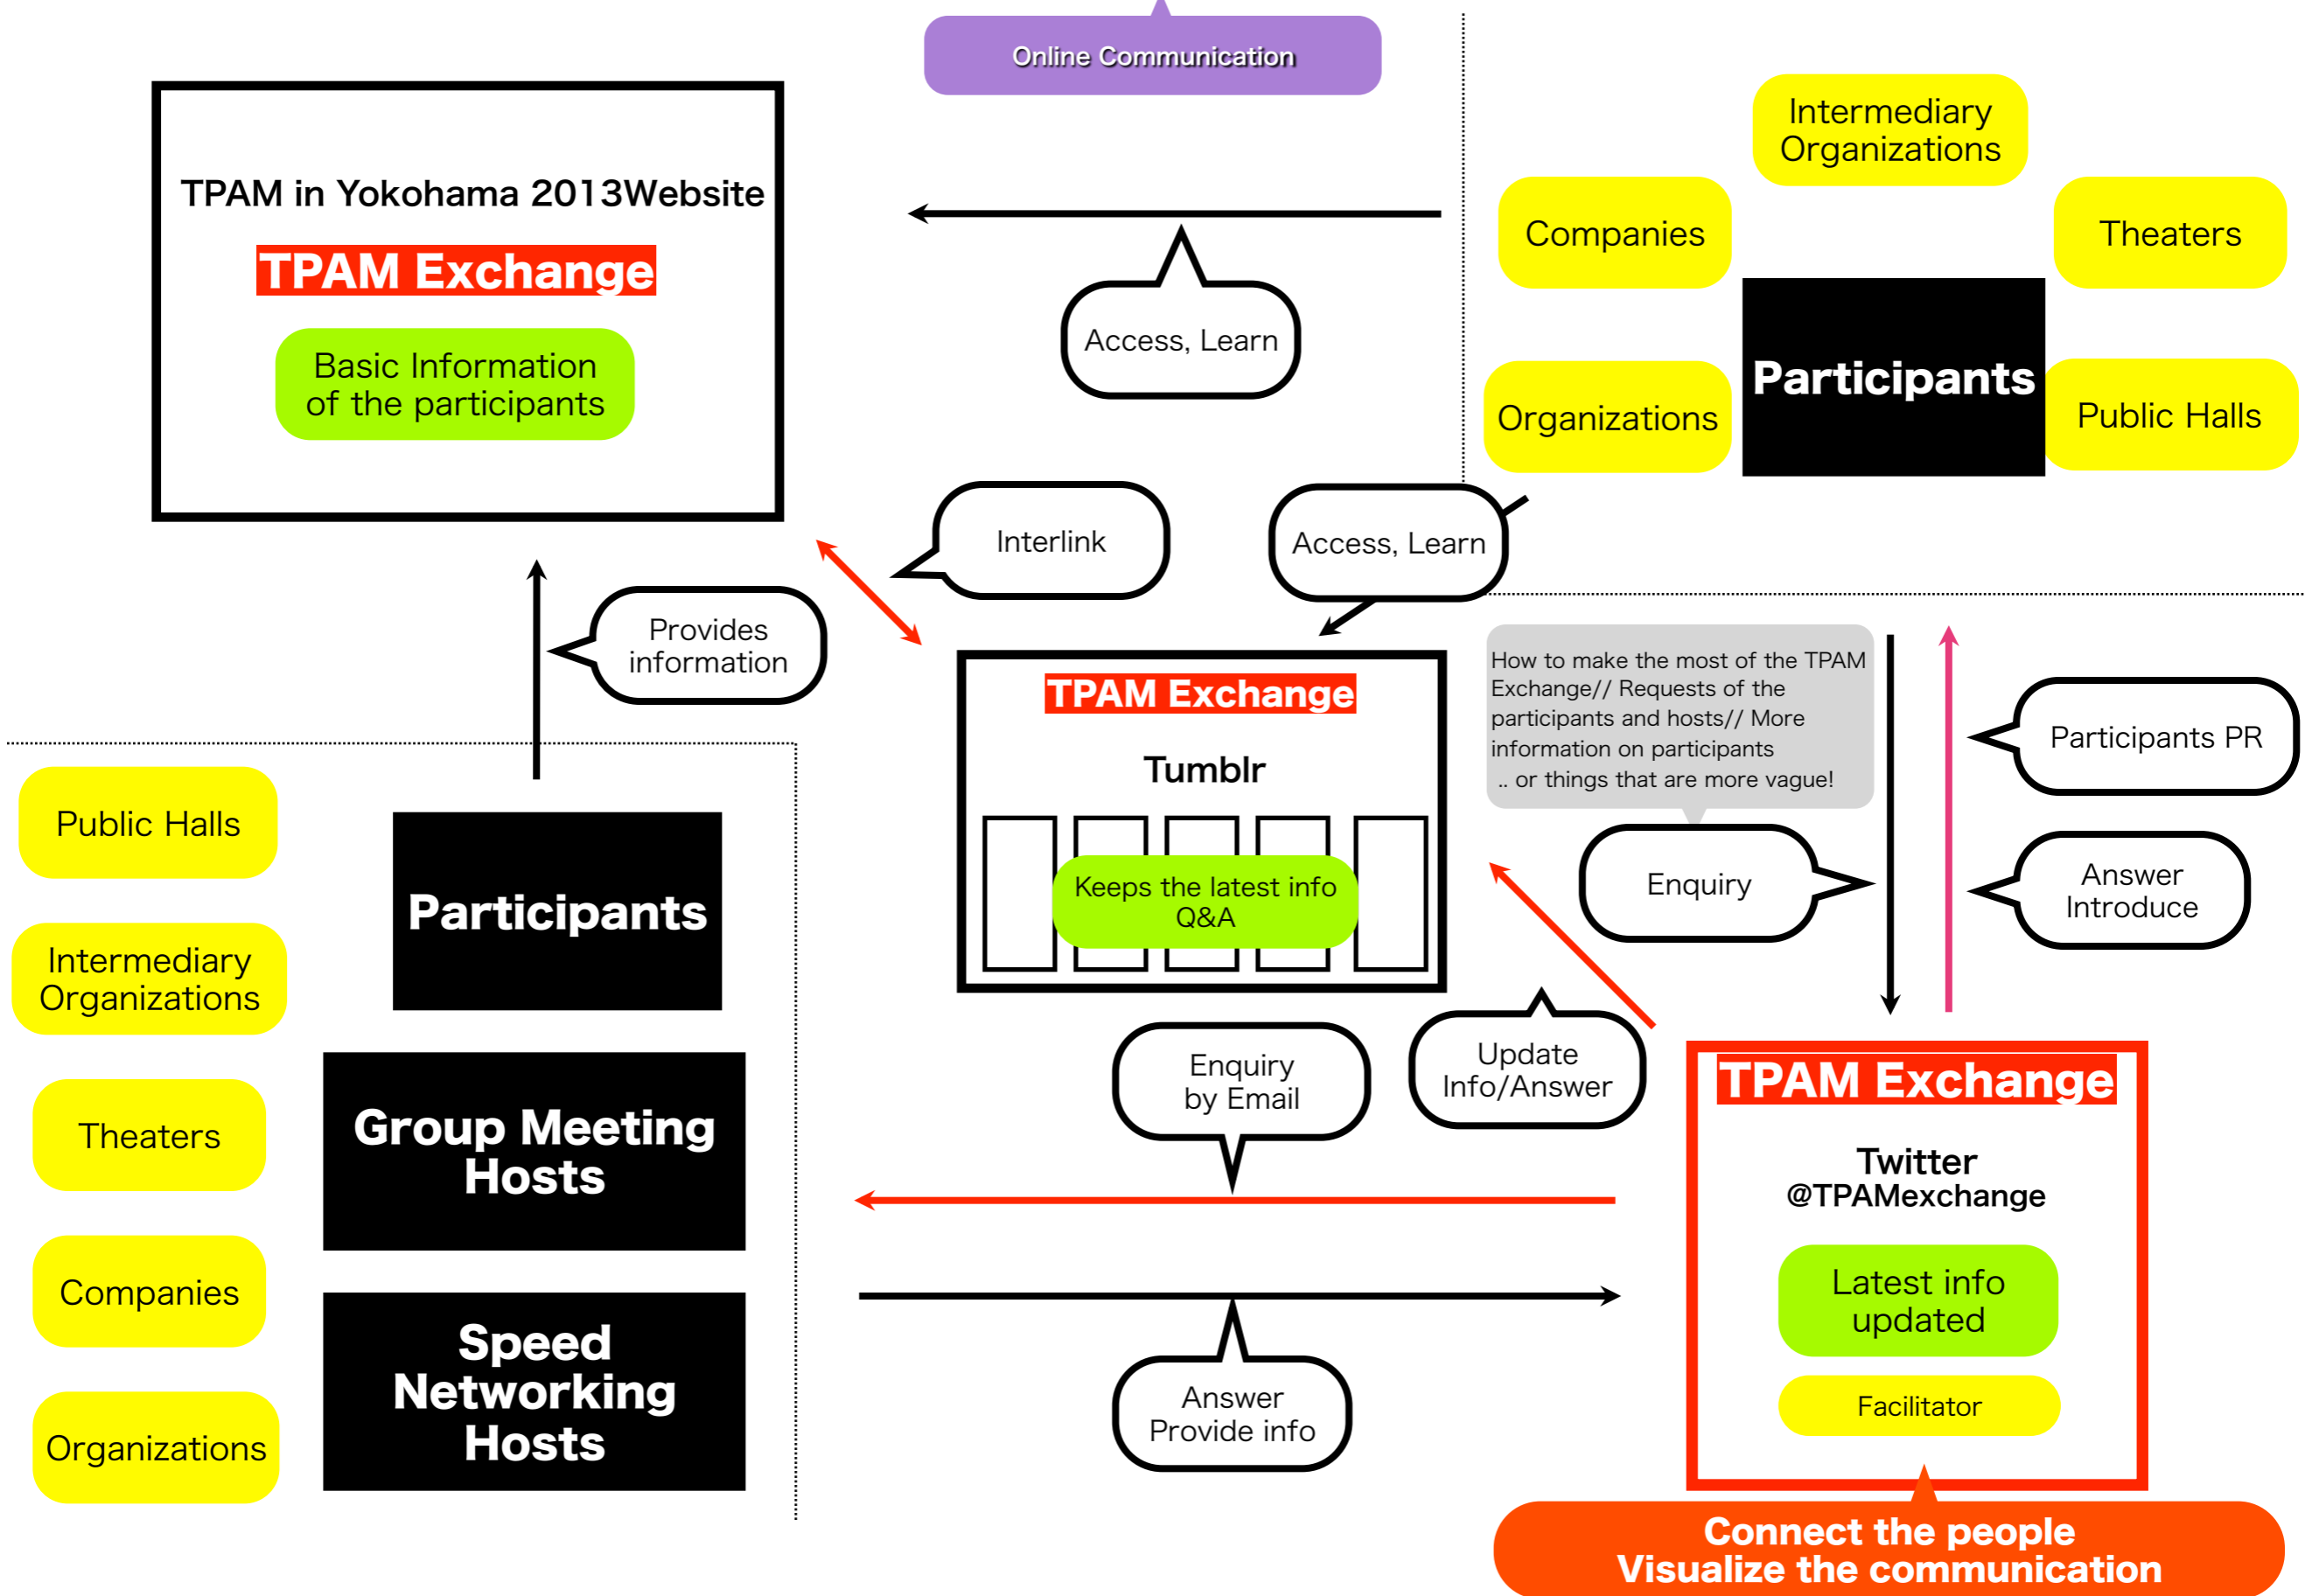 Online Communication
TPAM in Yokohama 2013Website
TPAM Exchange
Basic Information
of the participants
Access, Learn
Intermediary
Organizations
Companies
Theaters
Participants
Organizations
Public Halls
Interlink
Access, Learn
Provides
information
TPAM Exchange
Tumblr
Keeps the latest info
Q&A
How to make the most of the TPAM
Exchange// Requests of the
participants and hosts// More
information on participants
.. or things that are more vague!
Participants PR
Enquiry
Answer
Introduce
Public Halls
Intermediary
Organizations
Theaters
Companies
Organizations
Participants
Group Meeting
Hosts
Speed
Networking
Hosts
Enquiry
by Email
Update
Info/Answer
Answer
Provide info
TPAM Exchange
Twitter
@TPAMexchange
Latest info
updated
Facilitator
Connect the people
Visualize the communication